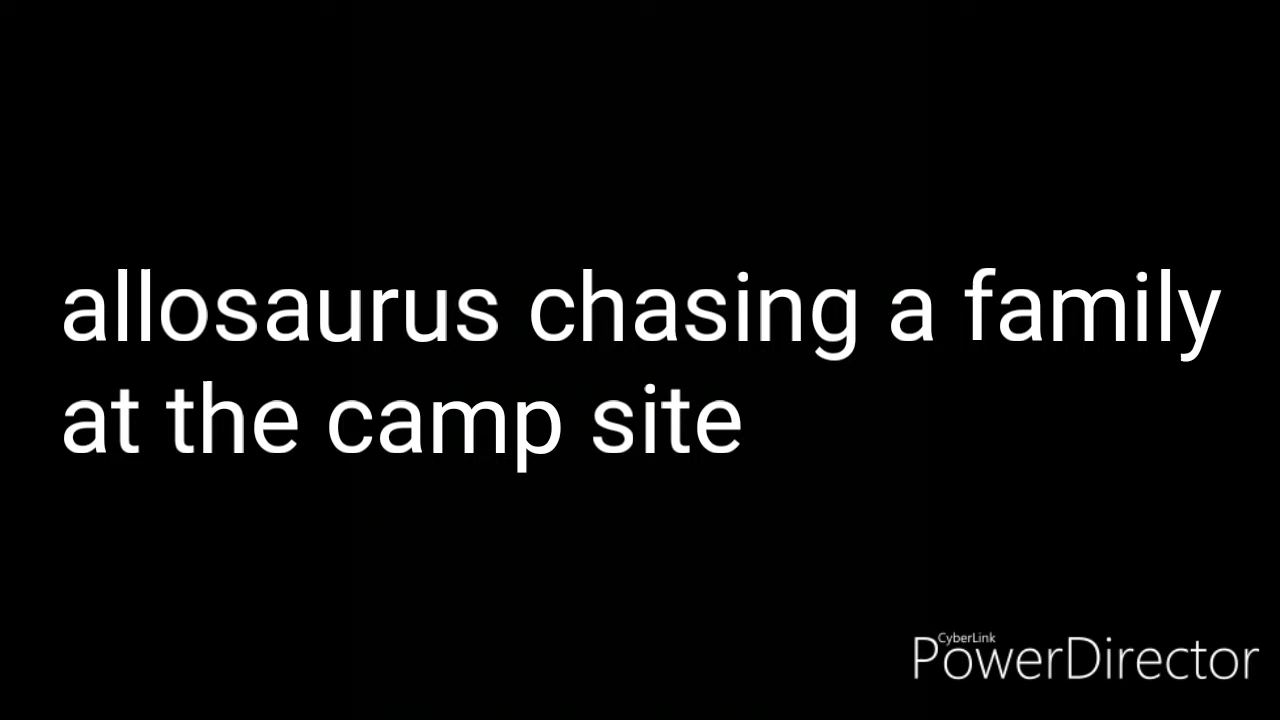 allosaurus chasing a family
at the camp site
CyberLink
PowerDirector